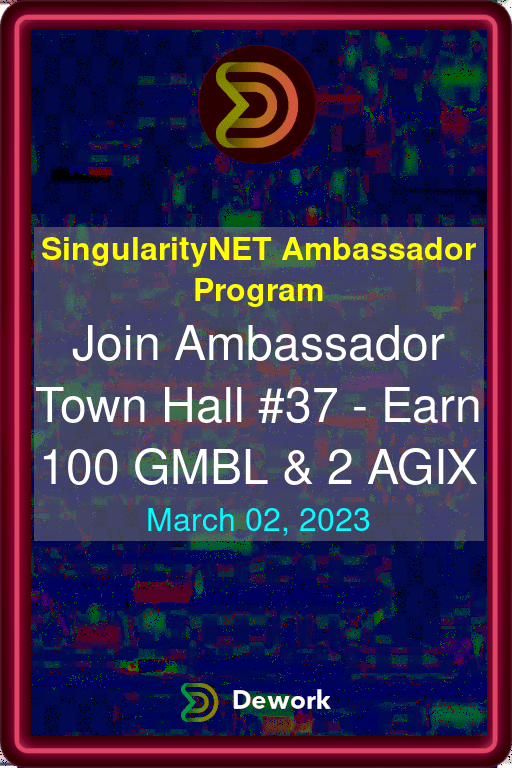 SingularityNET Ambassador
Program
Join Ambassador
Town Hall #37 - Earn
100 GMBL & 2 AGIX
March 02, 2023
Dework